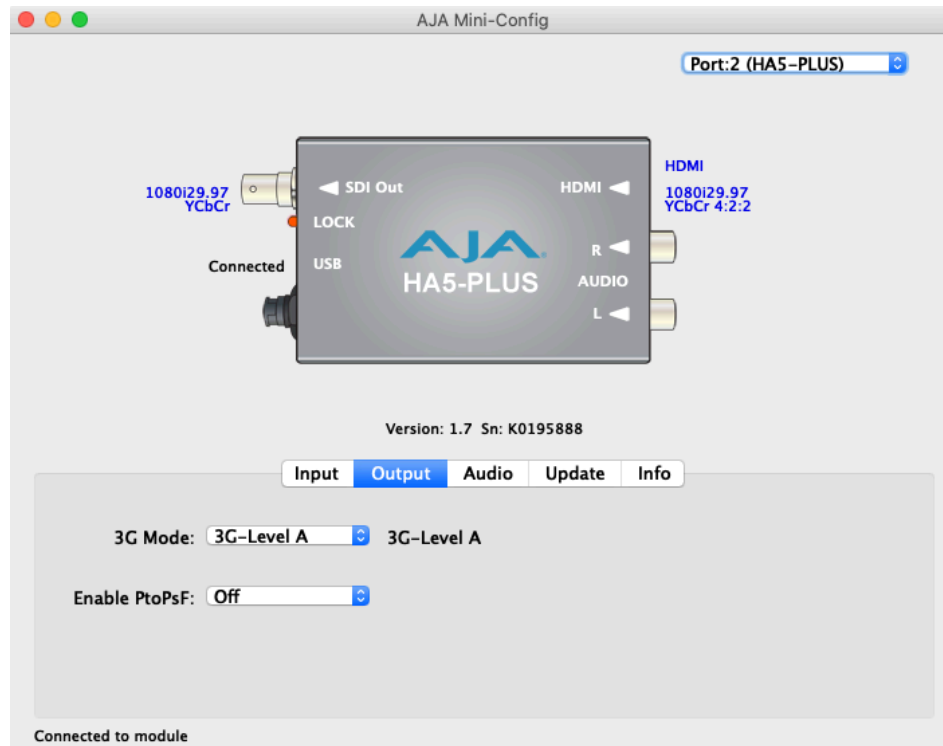 AJA Mini-Config
Port:2 (HA5-PLUS)
HDMI
1080i29.97
YCbCr
SDI Out
HDMI
1080i29.97
YCbCr 4:2:2
LOCK
Connected
USB
AJA
HA5-PLUS
R
AUDIO
L
Version: 1.7 Sn: K0195888
Input Output Audio Update Info
3G Mode: 3G-Level A 3G-Level A
Enable PtoPsF: Off
Connected to module